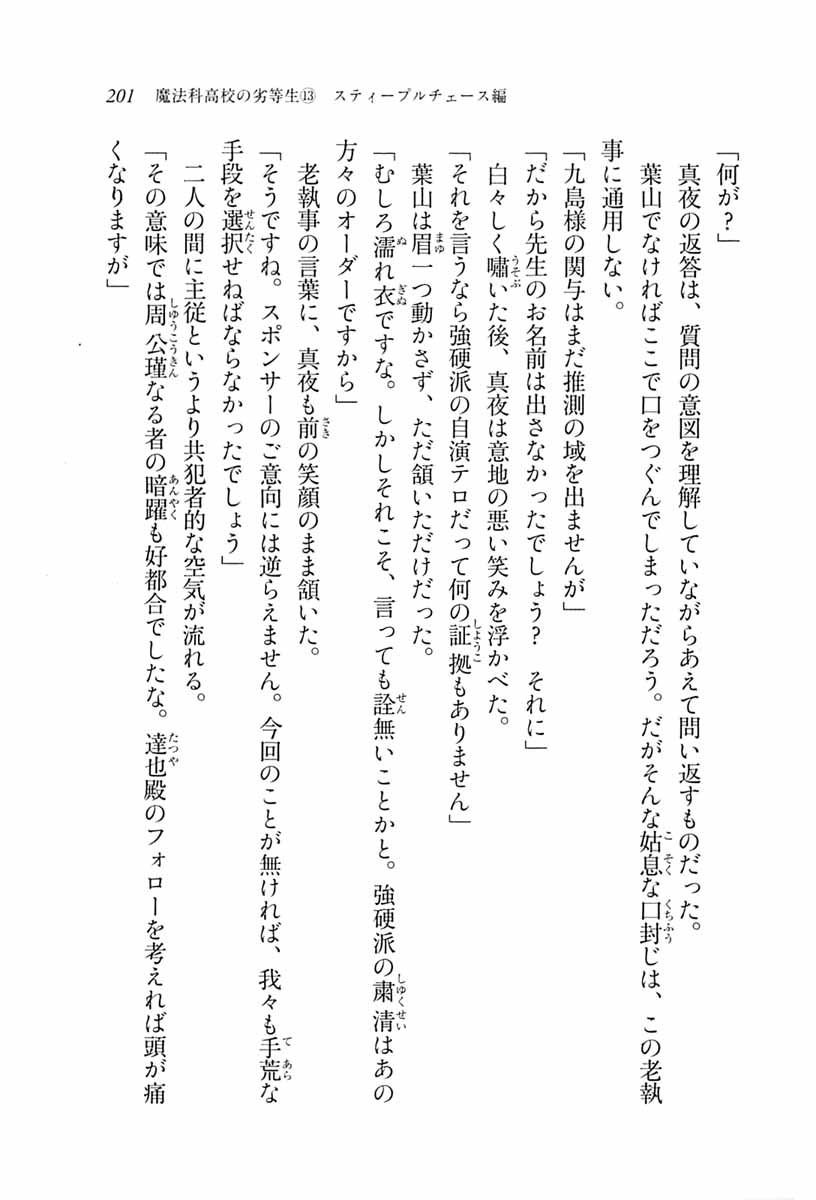 201 魔法科高校の劣等生⑬ スティープルチェース編
「何が？」
真夜の返答は、質問の意図を理解していながらあえて問い返すものだった。
葉山でなければここで口をつぐんでしまっただろう。だがそんな姑息な口封じは、この老執
事に通用しない。
「九島様の関与はまだ推測の域を出ませんが」
「だから先生のお名前は出さなかったでしょう？ それに」
白々しく嘯いた後、真夜は意地の悪い笑みを浮かべた。
「それを言うなら強硬派の自演テロだって何の証拠もありません」
葉山は眉一つ動かさず、ただ頷いただけだった。
「むしろ濡れ衣ですな。しかしそれこそ、言っても詮無いことかと。強硬派の粛清はあの
方々のオーダーですから」
老執事の言葉に、真夜も前の笑顔のまま頷いた。
「そうですね。スポンサーのご意向には逆らえません。今回のことが無ければ、我々も手荒な
手段を選択せねばならなかったでしょう」
二人の間に主従というより共犯者的な空気が流れる。
「その意味では周公瑾なる者の暗躍も好都合でしたな。達也殿のフォローを考えれば頭が痛
くなりますが」